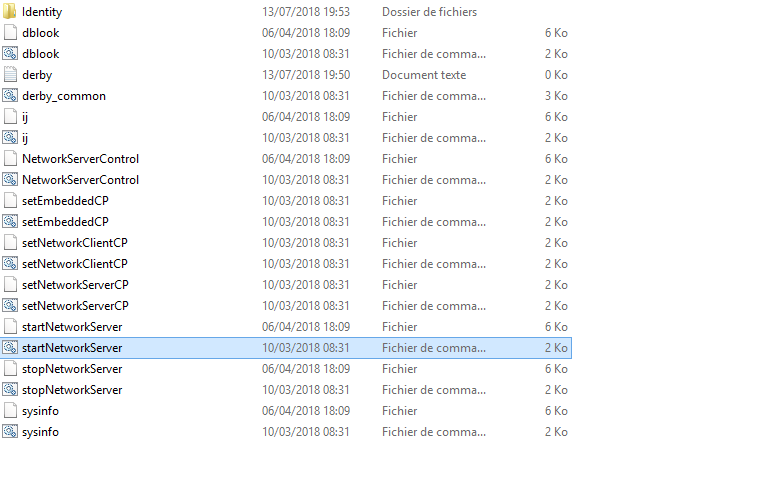 Identity 13/07/2018 19:53 Dossier de fichiers
dblook 06/04/2018 18:09 Fichier 6 Ko
dblook 10/03/2018 08:31 Fichier de comma... 2 Ko
derby 13/07/2018 19:50 Document texte 0 Ko
derby_common 10/03/2018 08:31 Fichier de comma... 3 Ko
ij 06/04/2018 18:09 Fichier 6 Ko
ij 10/03/2018 08:31 Fichier de comma... 2 Ko
NetworkServerControl 06/04/2018 18:09 Fichier 6 Ko
NetworkServerControl 10/03/2018 08:31 Fichier de comma... 2 Ko
setEmbeddedCP 10/03/2018 08:31 Fichier 2 Ko
setEmbeddedCP 10/03/2018 08:31 Fichier de comma... 2 Ko
setNetworkClientCP 10/03/2018 08:31 Fichier 2 Ko
setNetworkClientCP 10/03/2018 08:31 Fichier de comma... 2 Ko
setNetworkServerCP 10/03/2018 08:31 Fichier 2 Ko
setNetworkServerCP 10/03/2018 08:31 Fichier de comma... 2 Ko
startNetworkServer 06/04/2018 18:09 Fichier 6 Ko
startNetworkServer 10/03/2018 08:31 Fichier de comma... 2 Ko
stopNetworkServer 06/04/2018 18:09 Fichier 6 Ko
stopNetworkServer 10/03/2018 08:31 Fichier de comma... 2 Ko
sysinfo 06/04/2018 18:09 Fichier 6 Ko
sysinfo 10/03/2018 08:31 Fichier de comma... 2 Ko